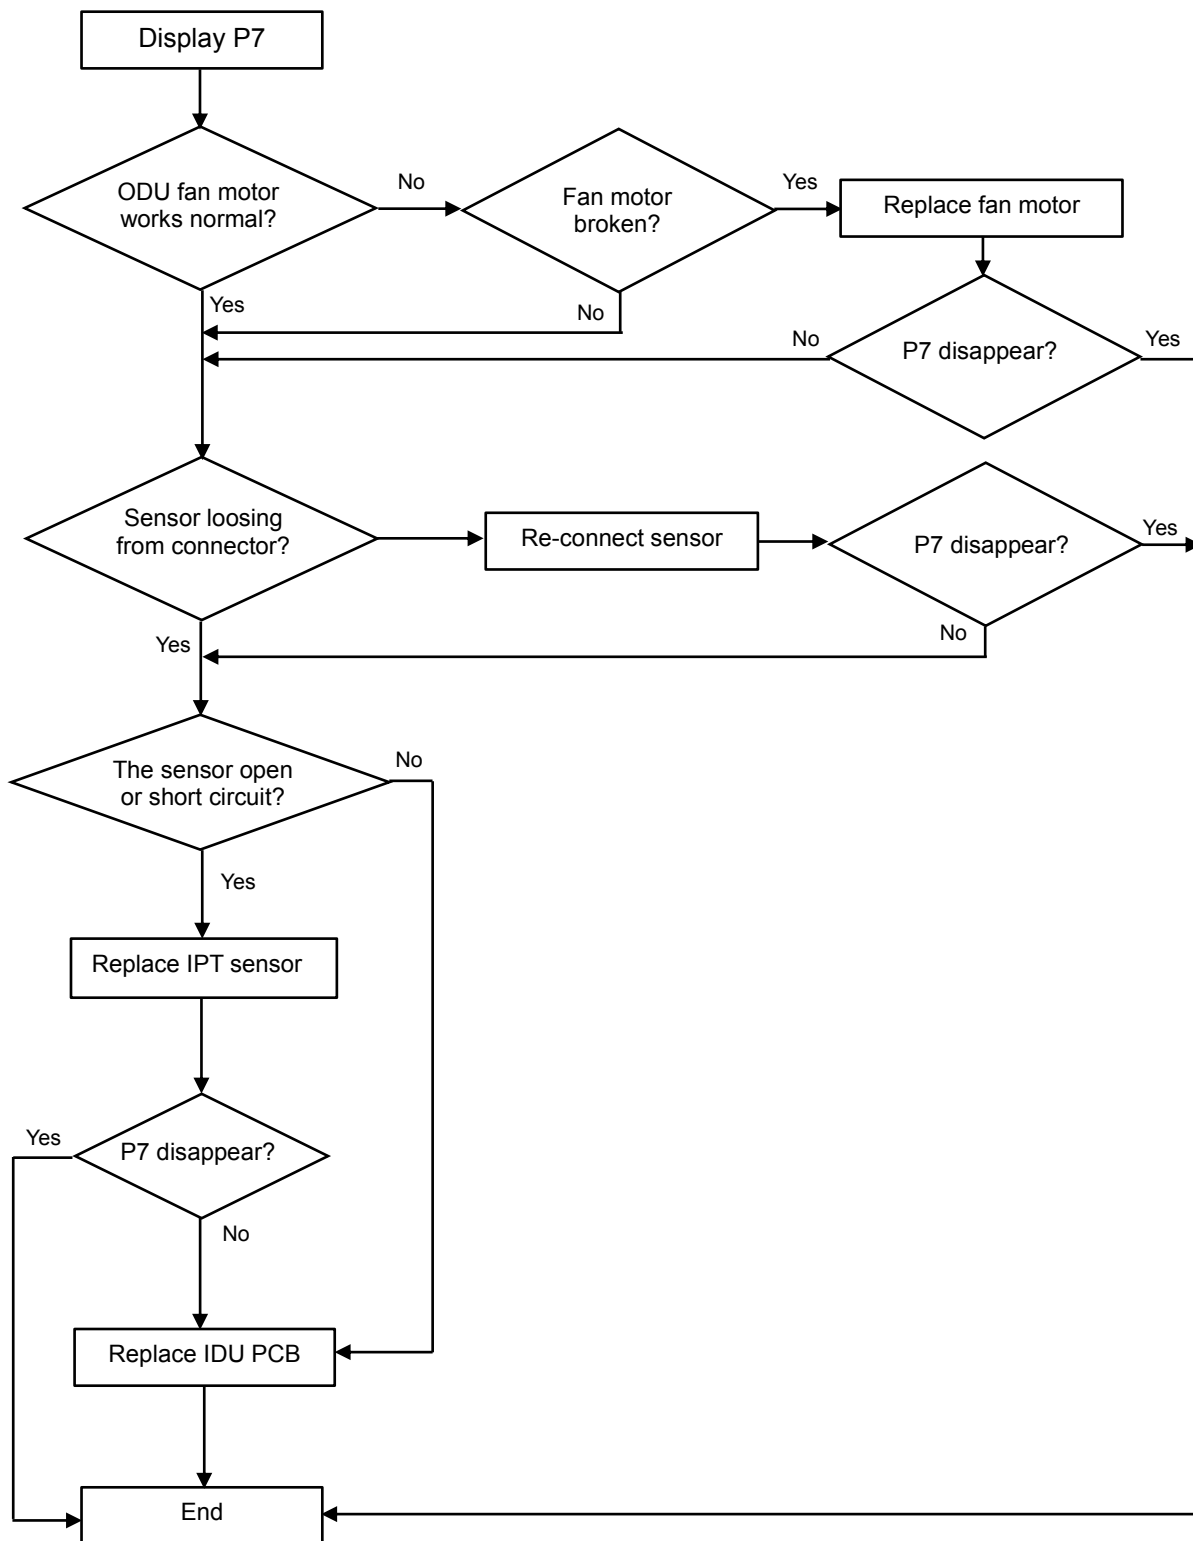 Display P7
ODU fan motor
works normal?
No
Fan motor
broken?
Yes
Replace fan motor
Yes
No
No
P7 disappear?
Yes
Sensor loosing
from connector?
Re-connect sensor
P7 disappear?
Yes
Yes
No
The sensor open
or short circuit?
No
Yes
Replace IPT sensor
Yes
P7 disappear?
No
Replace IDU PCB
End